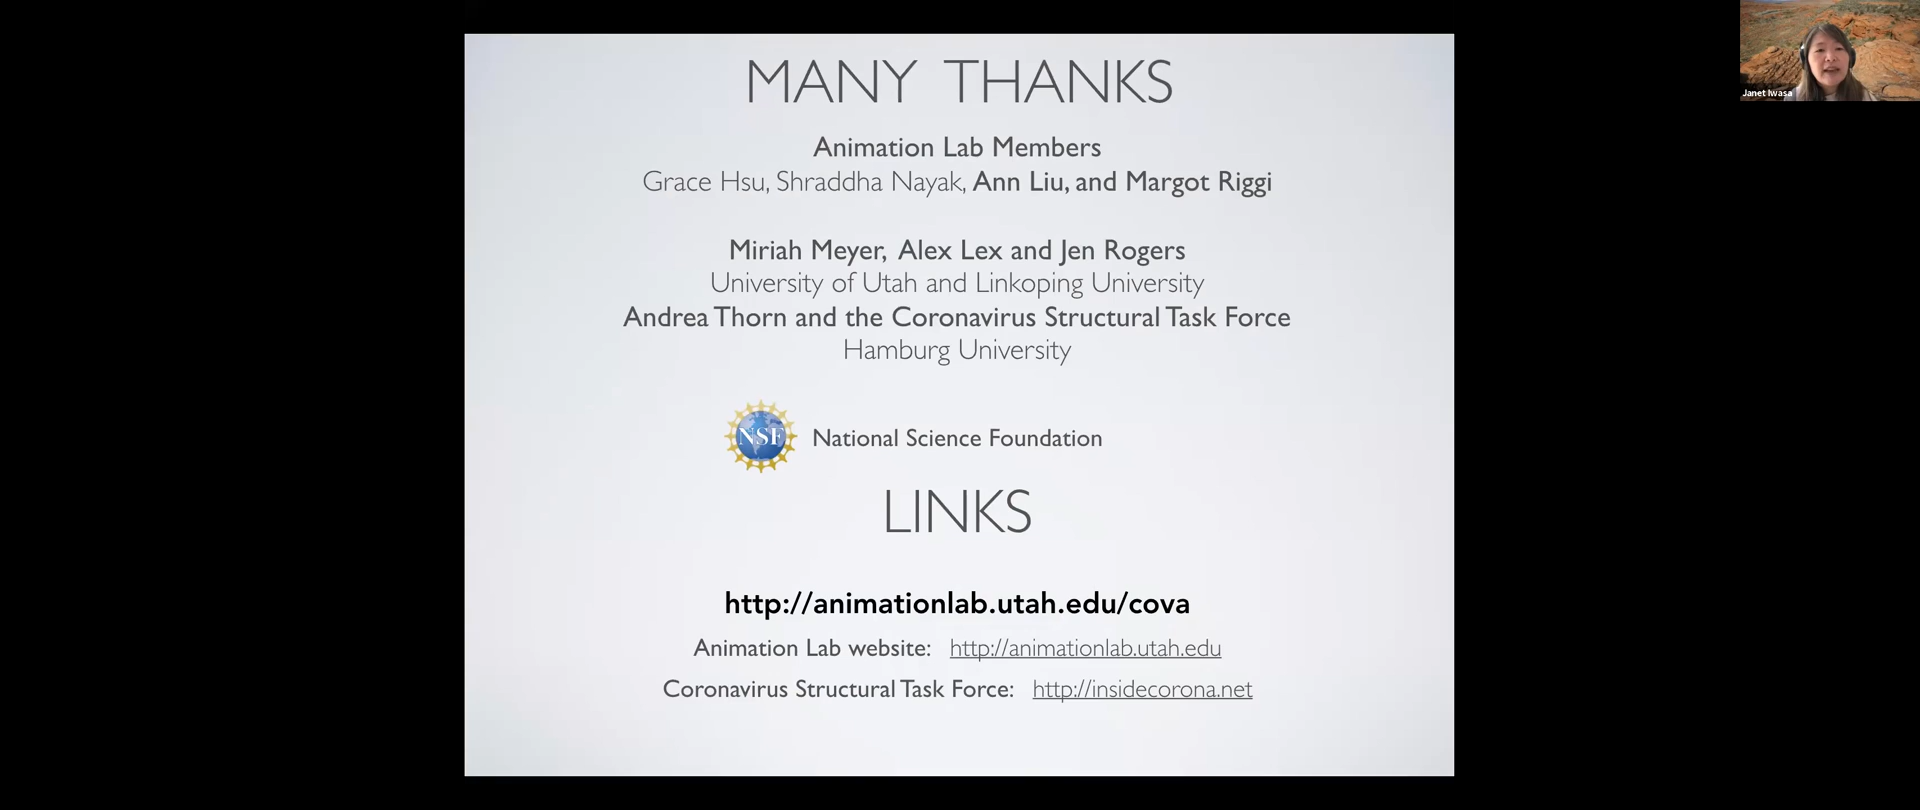 MANY THANKS
Animation Lab Members
Grace Hsu, Shraddha Nayak, Ann Liu, and Margot Riggi
Miriah Meyer, Alex Lex and Jen Rogers
University of Utah and Linkoping University
Andrea Thorn and the Coronavirus Structural Task Force
Hamburg University
NSF National Science Foundation
LINKS
http://animationlab.utah.edu/cova
Animation Lab website: http://animationlab.utah.edu
Coronavirus Structural Task Force: http://insidecorona.net
Janet Iwasa